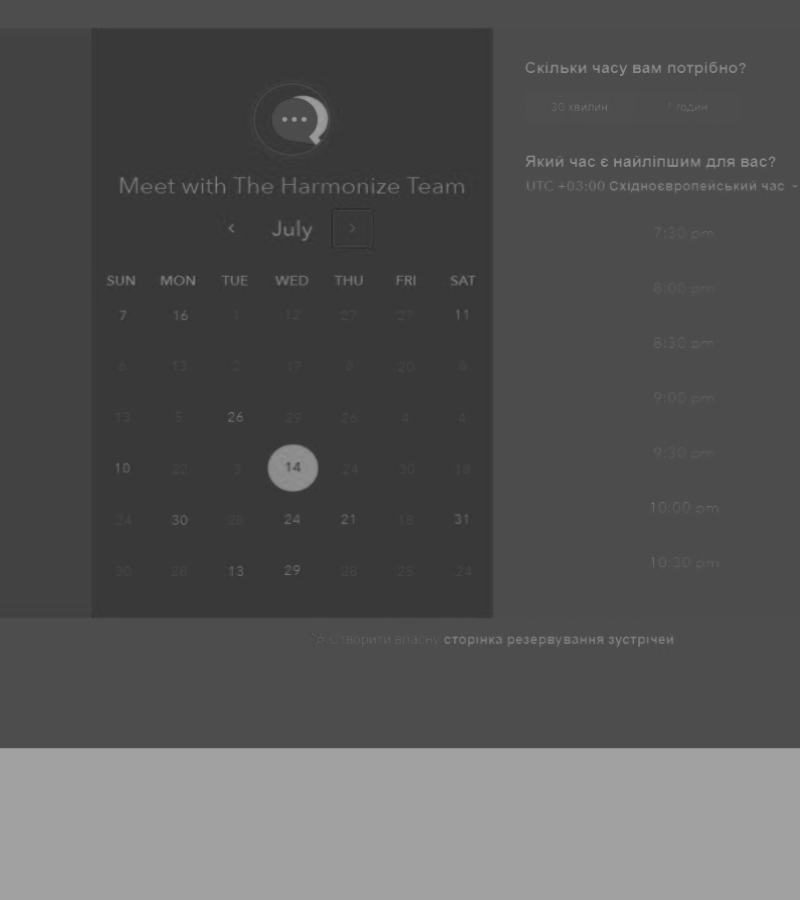 Meet with The Harmonize Team
July
SUN MON TUE WED THU FRI SAT
7 16 1 12 27 27 11
6 13 2 17 8 20 8
13 5 26 29 26 4 4
10 22 3 14 24 30 18
24 30 28 24 21 18 31
30 28 13 29 28 25 24
Скільки часу вам потрібно?
30 хвилин 1 годин
Який час є найліпшим для вас?
UTC +03:00 Східноєвропейський час
7:30 pm
8:00 pm
8:30 pm
9:00 pm
9:30 pm
10:00 pm
10:30 pm
Створити власну сторінка резервування зустрічей